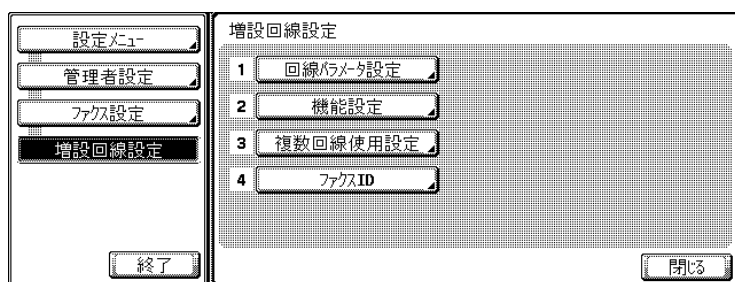 設定メニュー
管理者設定
ファクス設定
増設回線設定
終了
増設回線設定
1 回線パラメータ設定
2 機能設定
3 複数回線使用設定
4 ファクスID
閉じる